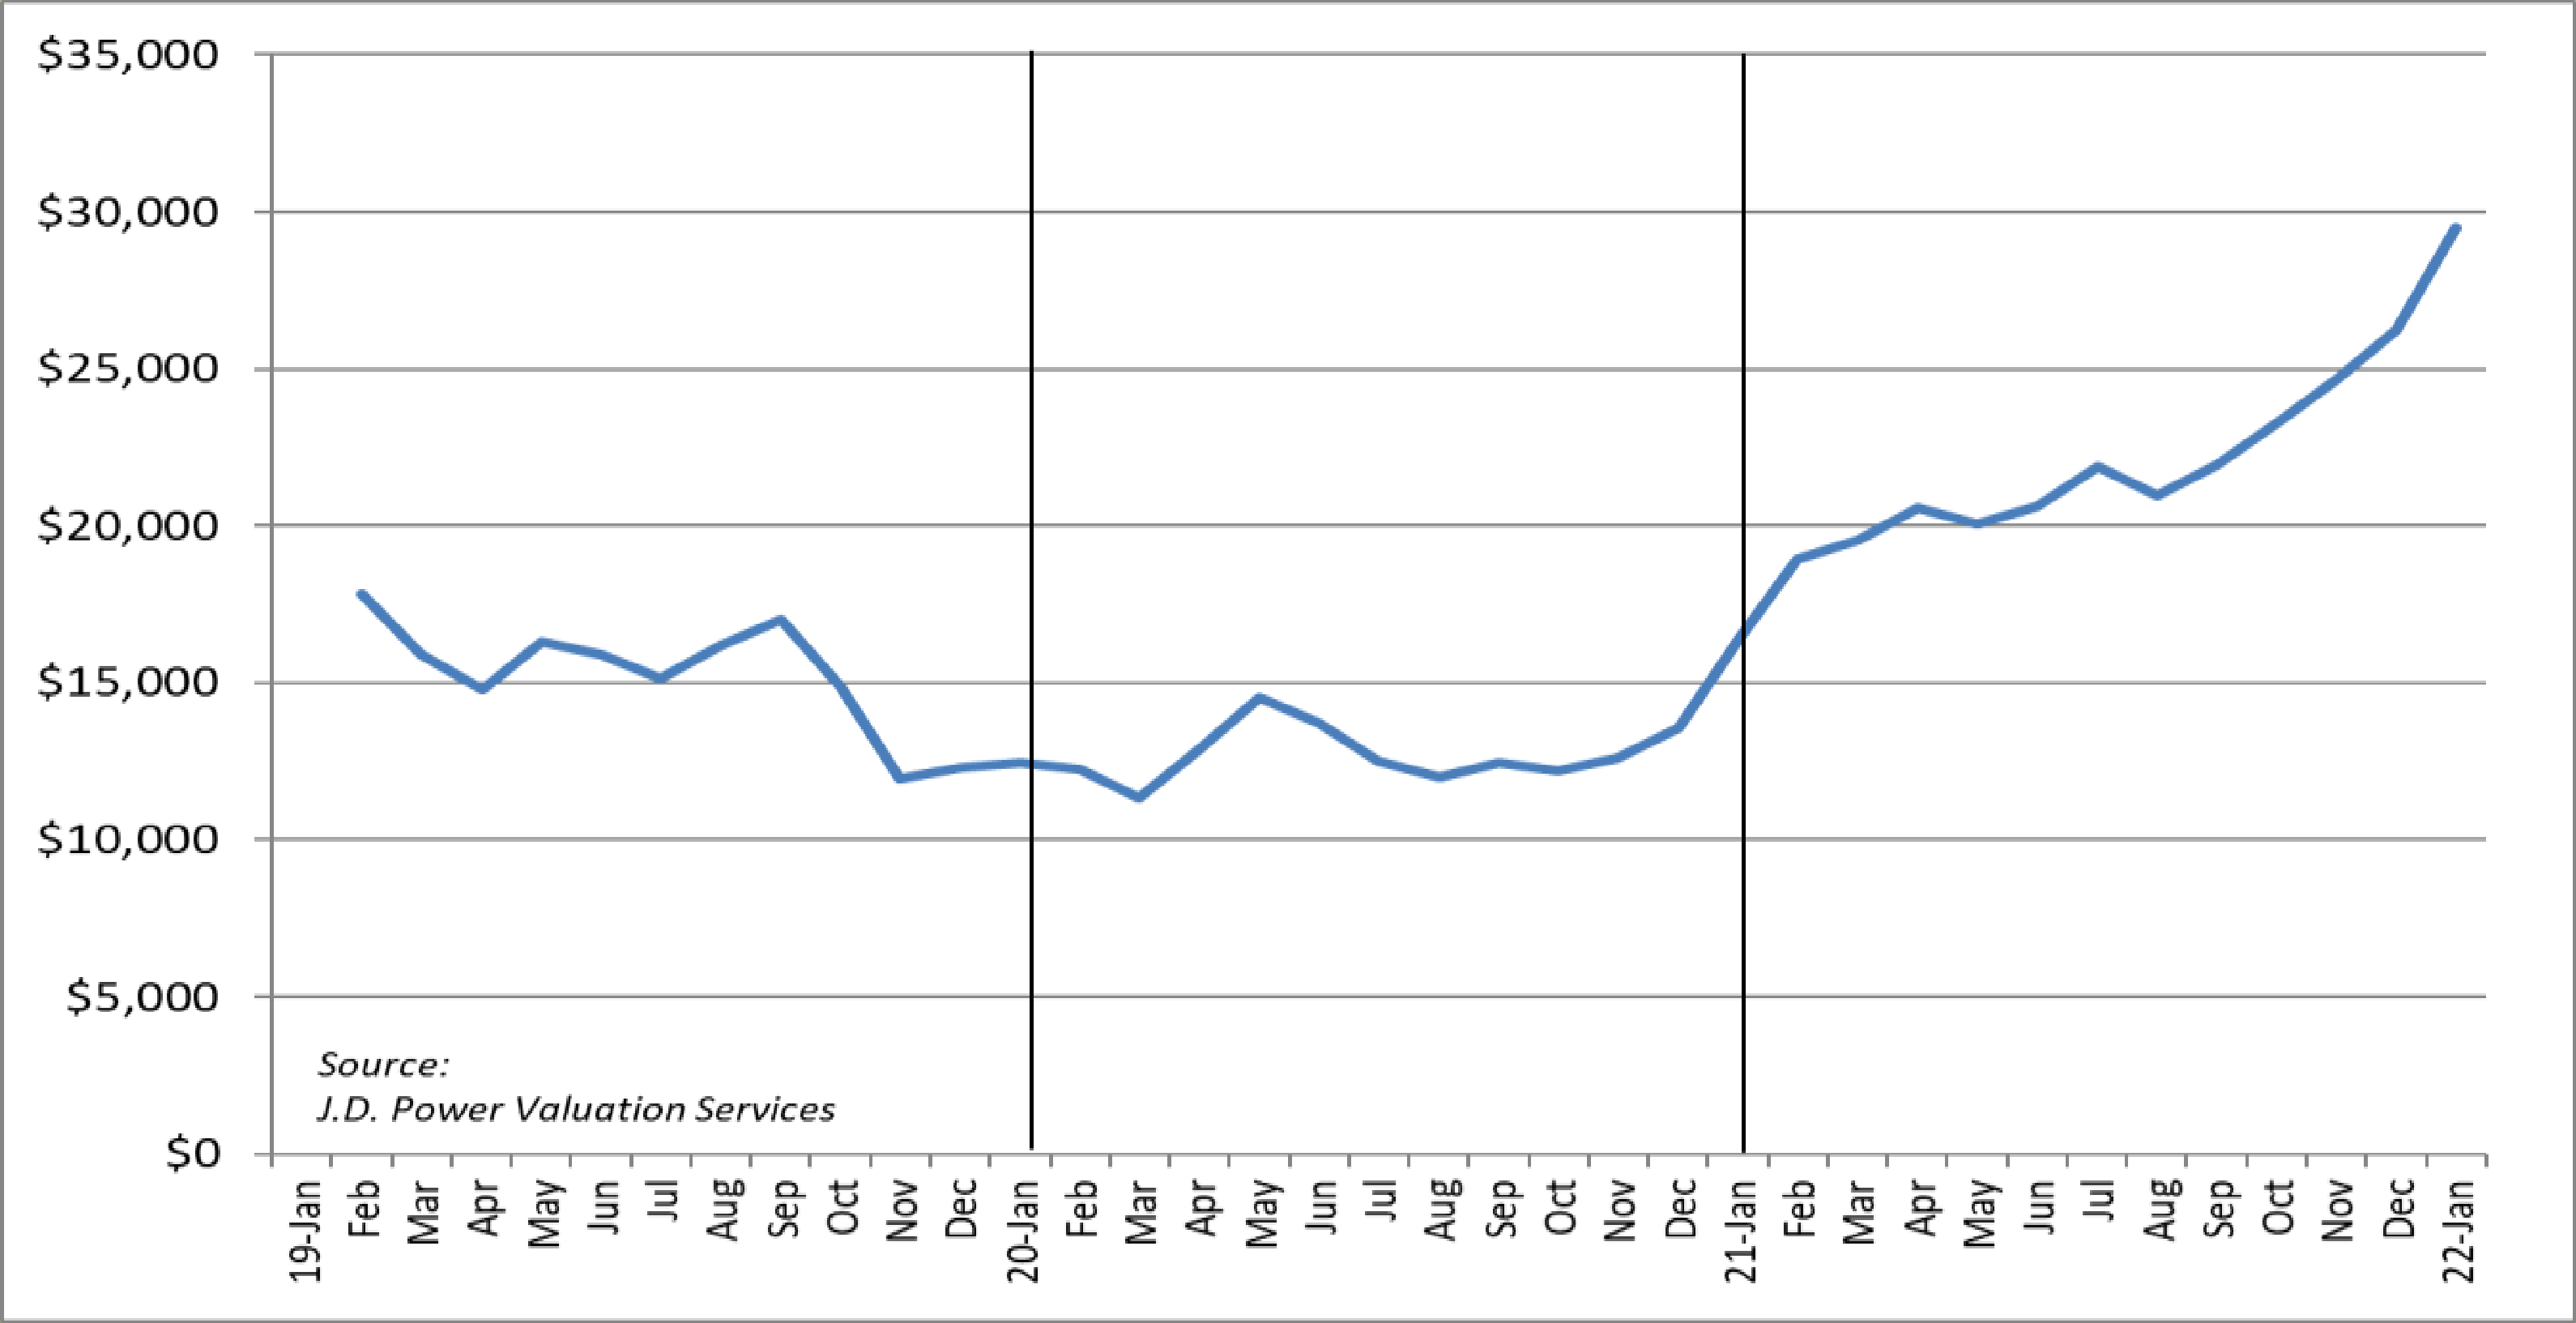 $35,000
$30,000
$25,000
$20,000
$15,000
$10,000
$5,000
$0
Source:
J.D. Power Valuation Services
19-Jan
Feb
Mar
Apr
May
Jun
Jul
Aug
Sep
Oct
Nov
Dec
20-Jan
Feb
Mar
Apr
May
Jun
Jul
Aug
Sep
Oct
Nov
Dec
21-Jan
Feb
Mar
Apr
May
Jun
Jul
Aug
Sep
Oct
Nov
Dec
22-Jan